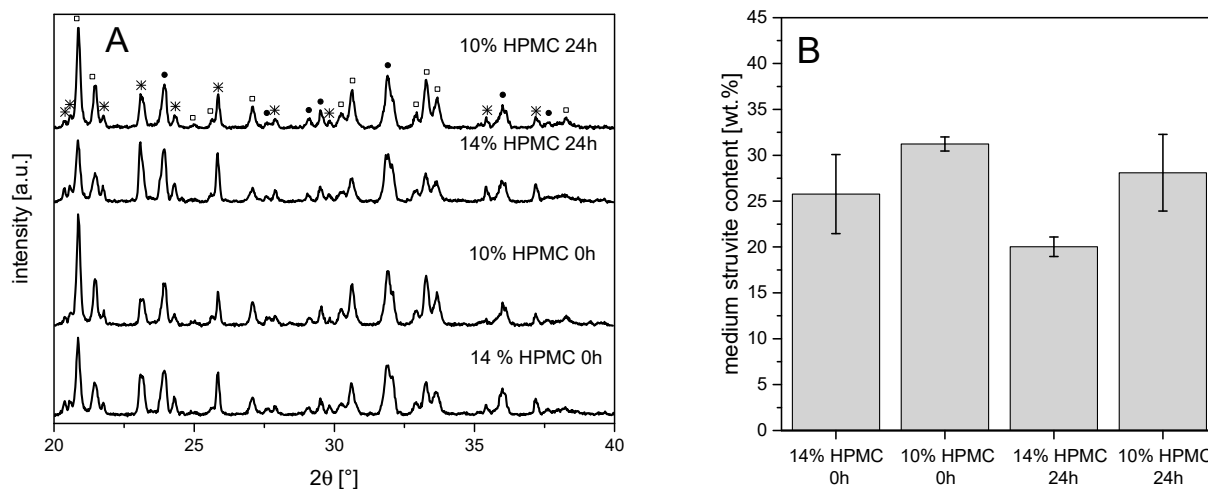 A
10% HPMC 24h
14% HPMC 24h
10% HPMC 0h
14 % HPMC 0h
intensity [a.u.]
20 25 30 35 40
2θ [°]
B
medium struvite content [wt.%]
45
40
35
30
25
20
15
10
5
0
14% HPMC 10% HPMC 14% HPMC 10% HPMC
0h 0h 24h 24h